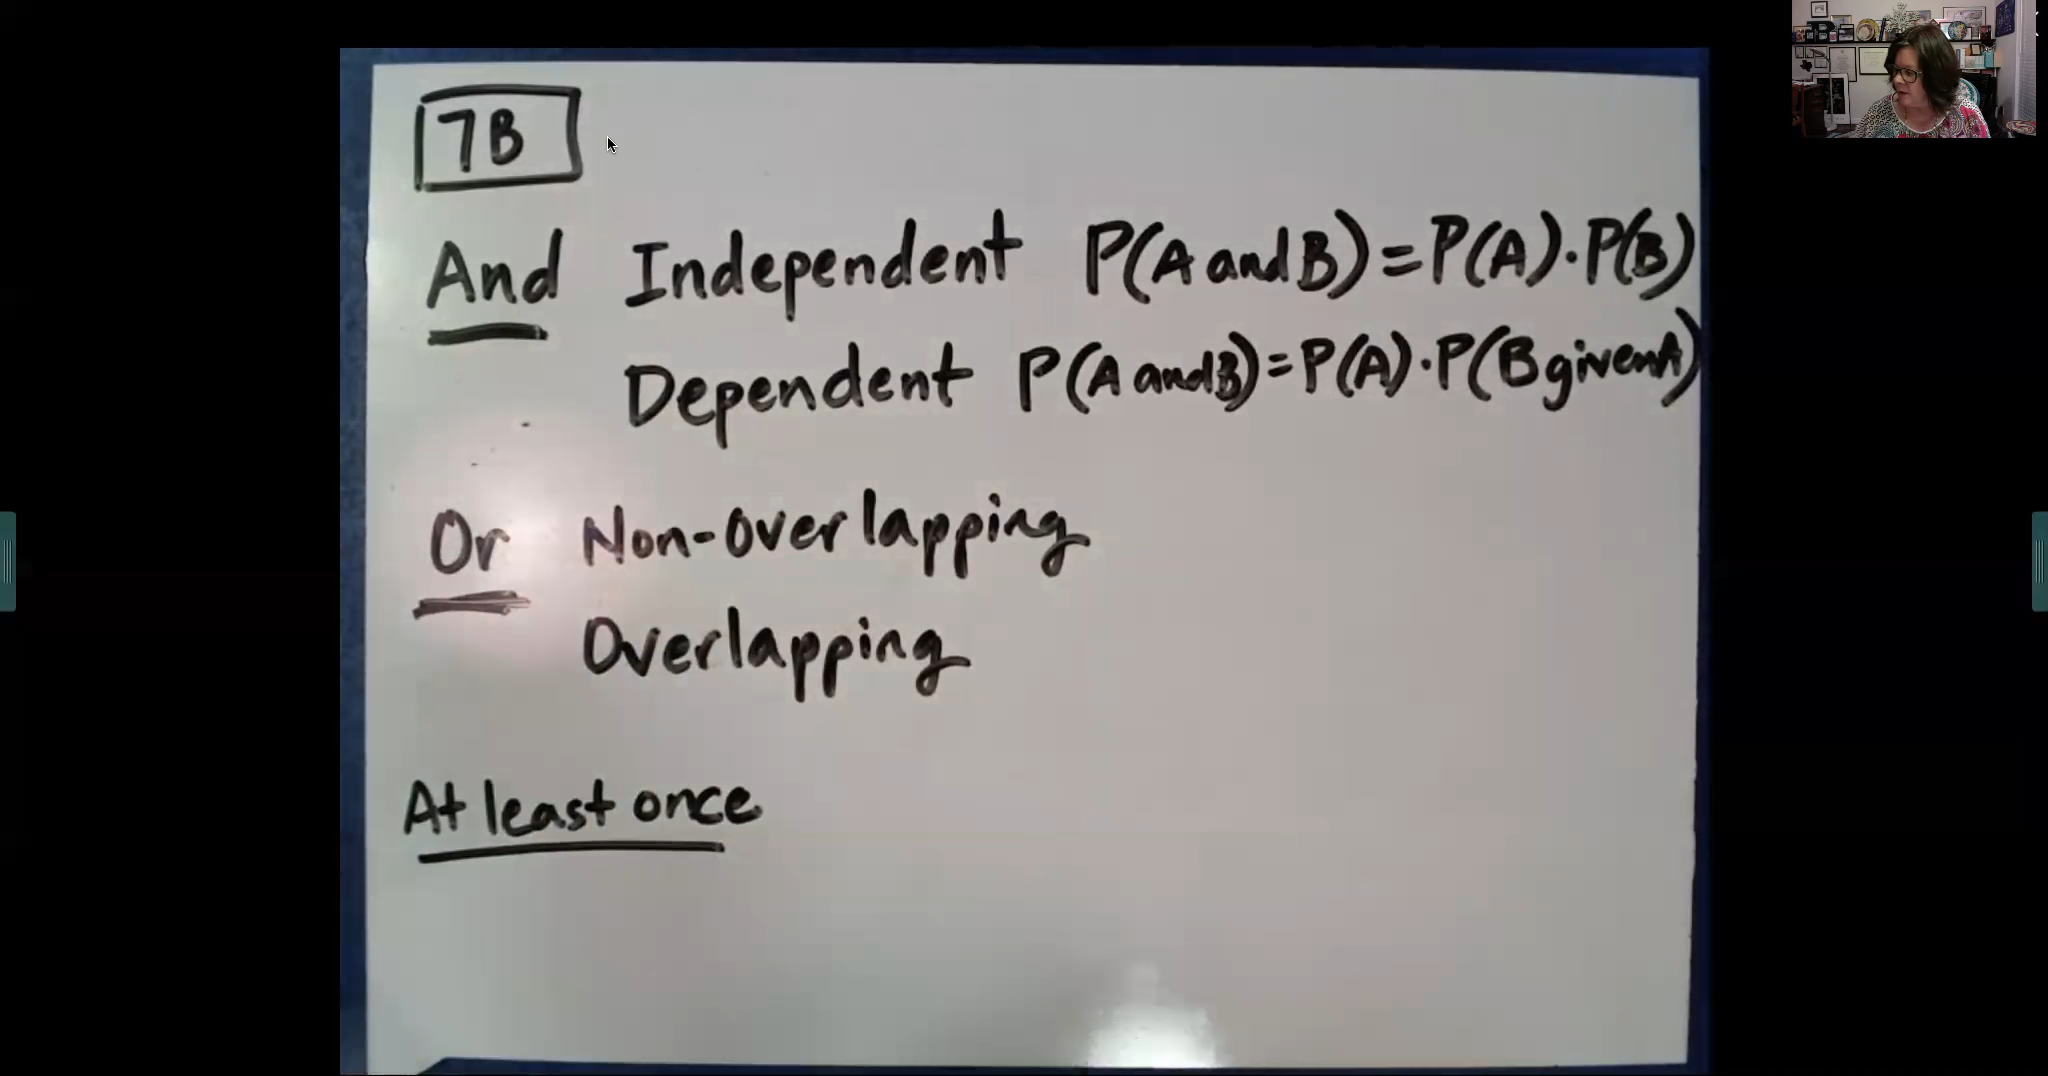 7B
And Independent P(A and B) = P(A) · P(B)
Dependent P(A and B) = P(A) · P(B given A)
Or Non-Overlapping
Overlapping
At least once